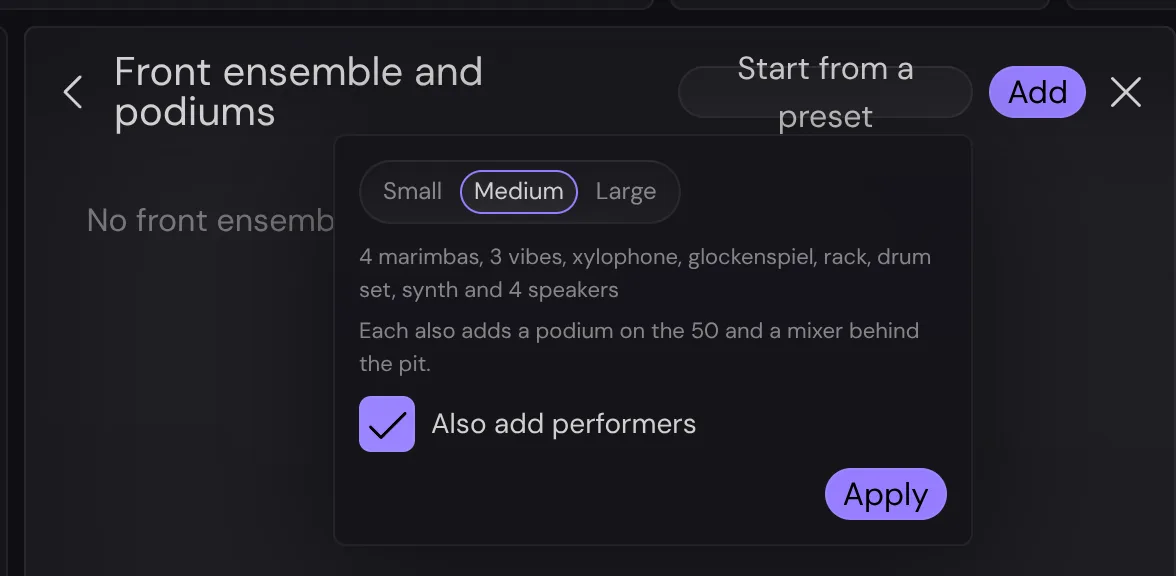 Front ensemble and
podiums
Start from a
preset
Add
No front ensemb
Small Medium Large
4 marimbas, 3 vibes, xylophone, glockenspiel, rack, drum
set, synth and 4 speakers
Each also adds a podium on the 50 and a mixer behind
the pit.
Also add performers
Apply